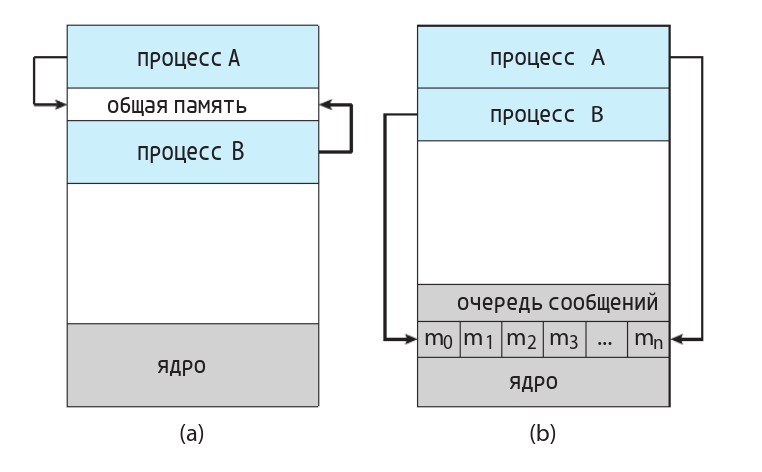 процесс A
общая память
процесс B
ядро
(a)
процесс A
процесс B
очередь сообщений
m0 m1 m2 m3 ... mn
ядро
(b)